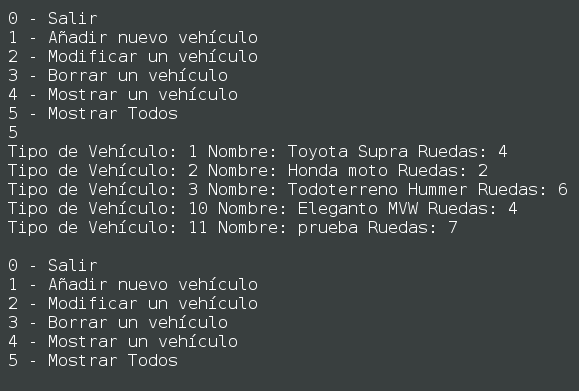 0 - Salir
1 - Añadir nuevo vehículo
2 - Modificar un vehículo
3 - Borrar un vehículo
4 - Mostrar un vehículo
5 - Mostrar Todos
5
Tipo de Vehículo: 1 Nombre: Toyota Supra Ruedas: 4
Tipo de Vehículo: 2 Nombre: Honda moto Ruedas: 2
Tipo de Vehículo: 3 Nombre: Todoterreno Hummer Ruedas: 6
Tipo de Vehículo: 10 Nombre: Eleganto MVW Ruedas: 4
Tipo de Vehículo: 11 Nombre: prueba Ruedas: 7
0 - Salir
1 - Añadir nuevo vehículo
2 - Modificar un vehículo
3 - Borrar un vehículo
4 - Mostrar un vehículo
5 - Mostrar Todos